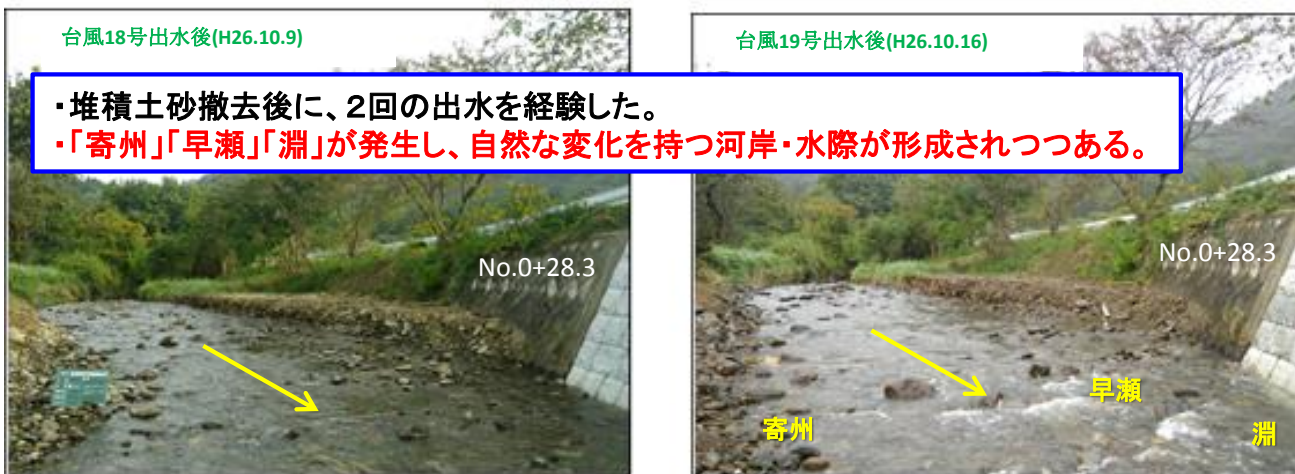 台風18号出水後(H26.10.9)
台風19号出水後(H26.10.16)
・堆積土砂撤去後に、2回の出水を経験した。
・「寄州」「早瀬」「淵」が発生し、自然な変化を持つ河岸・水際が形成されつつある。
No.0+28.3
No.0+28.3
早瀬
寄州
淵